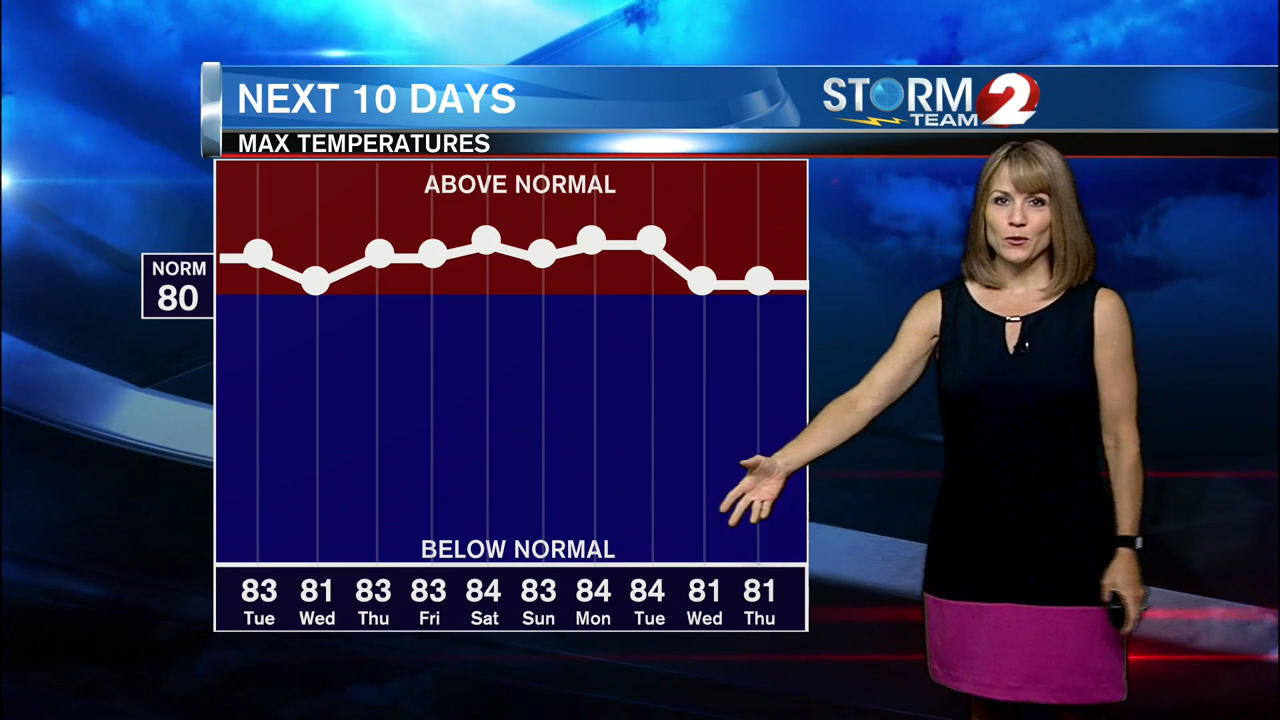 NEXT 10 DAYS
STORM
TEAM 2
MAX TEMPERATURES
ABOVE NORMAL
NORM
80
BELOW NORMAL
83 81 83 83 84 83 84 84 81 81
Tue Wed Thu Fri Sat Sun Mon Tue Wed Thu